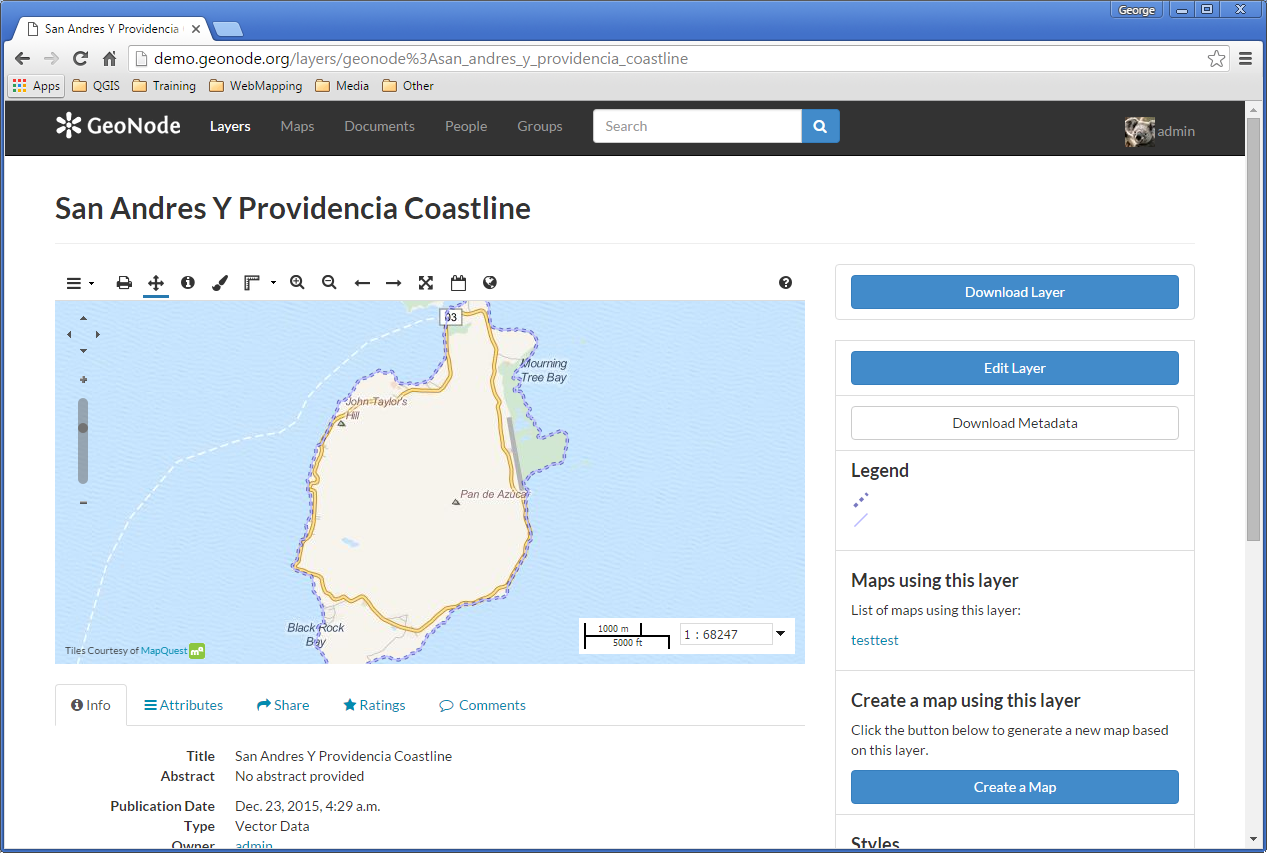 George
San Andres Y Providencia
demo.geonode.org/layers/geonode%3Asan_andres_y_providencia_coastline
Apps QGIS Training WebMapping Media Other
GeoNode Layers Maps Documents People Groups Search admin
San Andres Y Providencia Coastline
03
Mourning
Tree Bay
John Taylor's
Hill
Pan de Azúcar
Black Rock
Bay
1000 m
5000 ft
1 : 68247
Tiles Courtesy of MapQuest
Info Attributes Share Ratings Comments
Title San Andres Y Providencia Coastline
Abstract No abstract provided
Publication Date Dec. 23, 2015, 4:29 a.m.
Type Vector Data
Owner admin
Download Layer
Edit Layer
Download Metadata
Legend
Maps using this layer
List of maps using this layer:
testtest
Create a map using this layer
Click the button below to generate a new map based
on this layer.
Create a Map
Styles